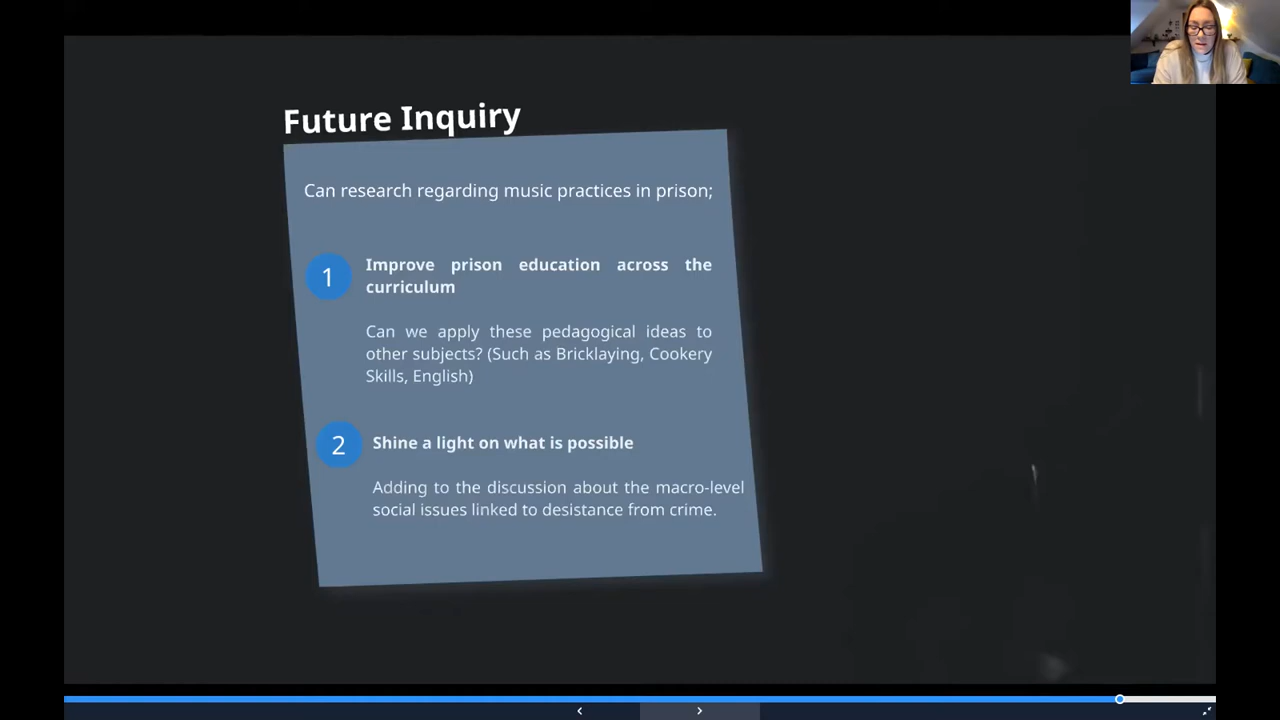 Future Inquiry
Can research regarding music practices in prison;
1
Improve prison education across the
curriculum
Can we apply these pedagogical ideas to
other subjects? (Such as Bricklaying, Cookery
Skills, English)
2
Shine a light on what is possible
Adding to the discussion about the macro-level
social issues linked to desistance from crime.